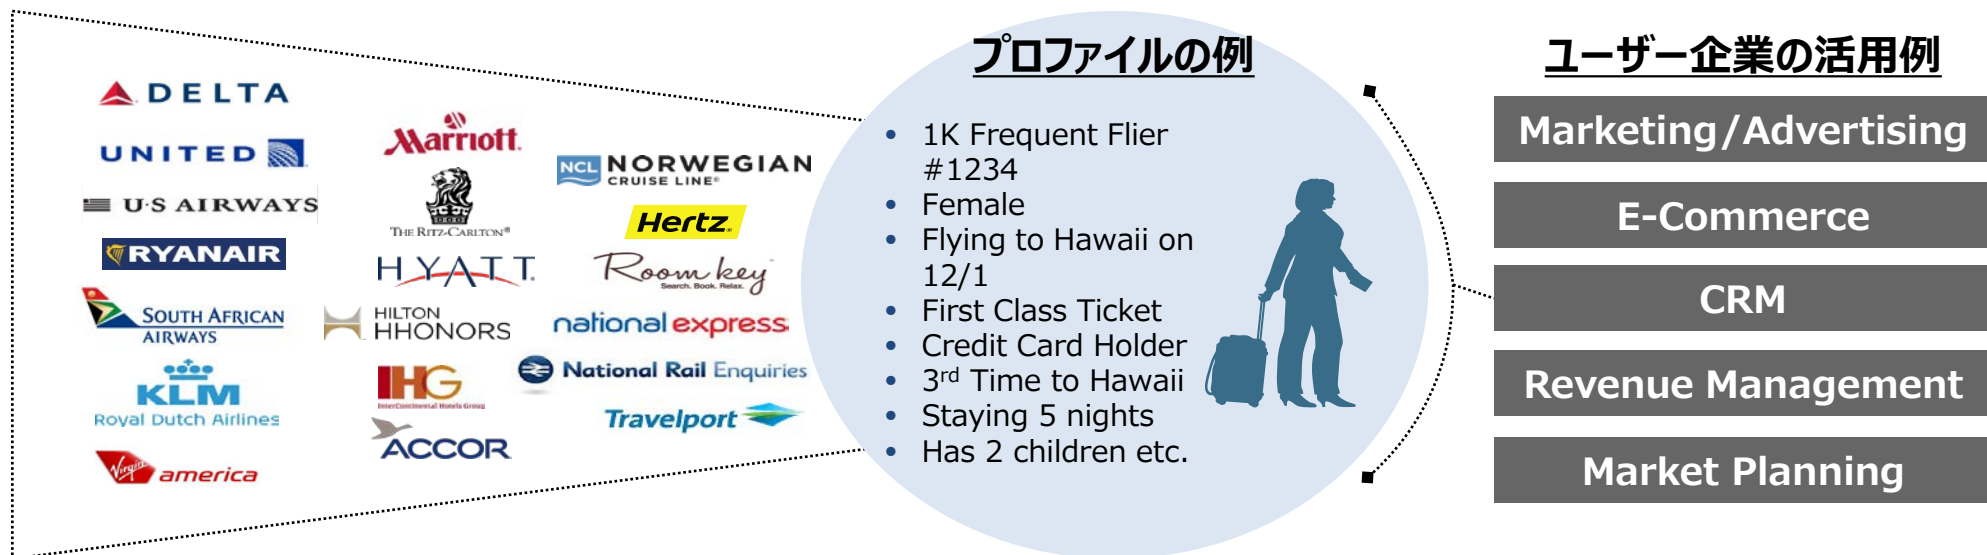 DELTA
UNITED
U·S AIRWAYS
RYANAIR
SOUTH AFRICAN
AIRWAYS
KLM
Royal Dutch Airlines
Virgin america
Marriott.
THE RITZ-CARLTON®
HYATT.
HILTON
HHONORS
IHG
InterContinental Hotels Group
ACCOR
NCL NORWEGIAN
CRUISE LINE®
Hertz.
Room key
Search. Book. Relax.
national express
National Rail Enquiries
Travelport
プロファイルの例
• 1K Frequent Flier
#1234
• Female
• Flying to Hawaii on
12/1
• First Class Ticket
• Credit Card Holder
• 3rd Time to Hawaii
• Staying 5 nights
• Has 2 children etc.
ユーザー企業の活用例
Marketing/Advertising
E-Commerce
CRM
Revenue Management
Market Planning